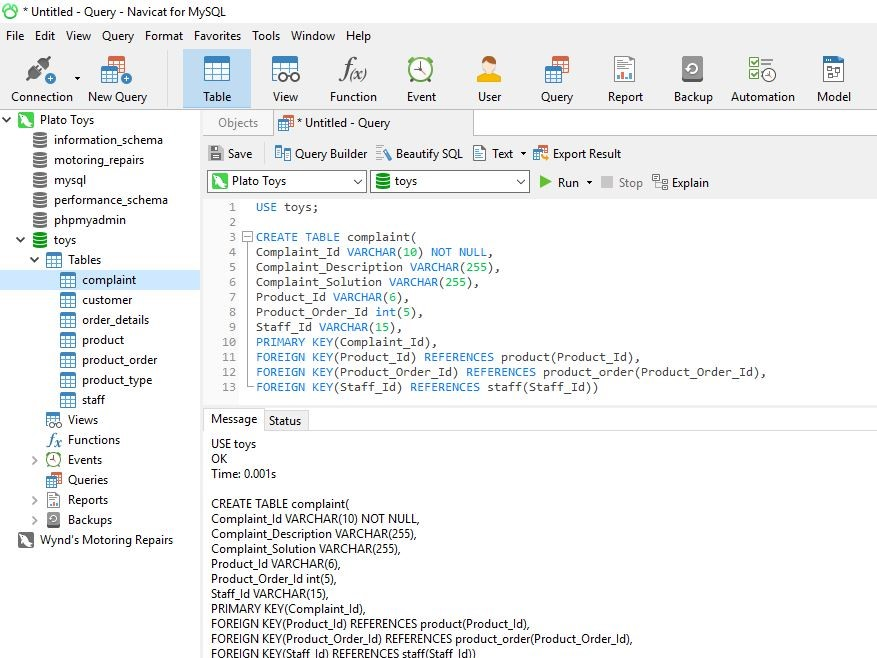 * Untitled - Query - Navicat for MySQL
File Edit View Query Format Favorites Tools Window Help
Connection New Query Table View Function Event User Query Report Backup Automation Model
Plato Toys
information_schema
motoring_repairs
mysql
performance_schema
phpmyadmin
toys
Tables
complaint
customer
order_details
product
product_order
product_type
staff
Views
Functions
Events
Queries
Reports
Backups
Wynd's Motoring Repairs
Objects * Untitled - Query
Save Query Builder Beautify SQL Text Export Result
Plato Toys toys Run Stop Explain
1 USE toys;
2
3 CREATE TABLE complaint(
4 Complaint_Id VARCHAR(10) NOT NULL,
5 Complaint_Description VARCHAR(255),
6 Complaint_Solution VARCHAR(255),
7 Product_Id VARCHAR(6),
8 Product_Order_Id int(5),
9 Staff_Id VARCHAR(15),
10 PRIMARY KEY(Complaint_Id),
11 FOREIGN KEY(Product_Id) REFERENCES product(Product_Id),
12 FOREIGN KEY(Product_Order_Id) REFERENCES product_order(Product_Order_Id),
13 FOREIGN KEY(Staff_Id) REFERENCES staff(Staff_Id))
Message Status
USE toys
OK
Time: 0.001s
CREATE TABLE complaint(
Complaint_Id VARCHAR(10) NOT NULL,
Complaint_Description VARCHAR(255),
Complaint_Solution VARCHAR(255),
Product_Id VARCHAR(6),
Product_Order_Id int(5),
Staff_Id VARCHAR(15),
PRIMARY KEY(Complaint_Id),
FOREIGN KEY(Product_Id) REFERENCES product(Product_Id),
FOREIGN KEY(Product_Order_Id) REFERENCES product_order(Product_Order_Id),
FOREIGN KEY(Staff_Id) REFERENCES staff(Staff_Id))